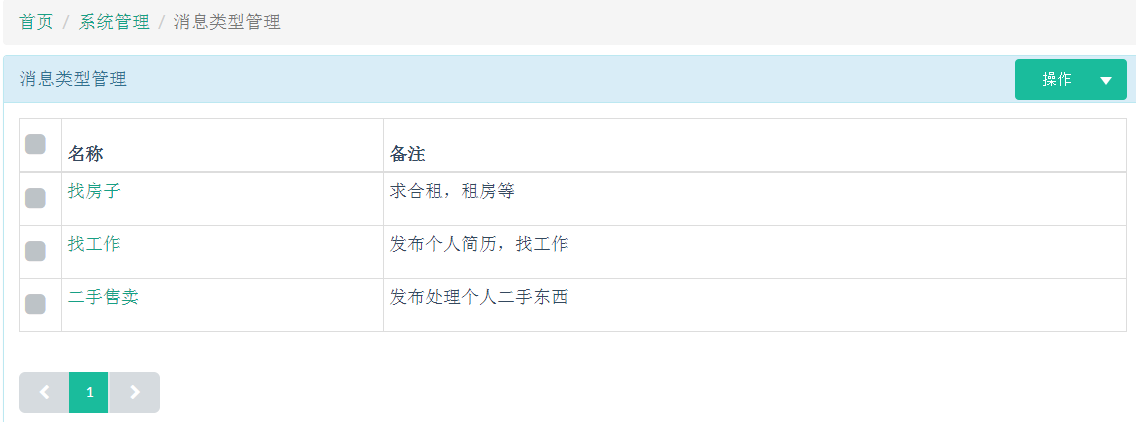 首页 / 系统管理 / 消息类型管理
消息类型管理 操作
名称 备注
找房子 求合租，租房等
找工作 发布个人简历，找工作
二手售卖 发布处理个人二手东西
1